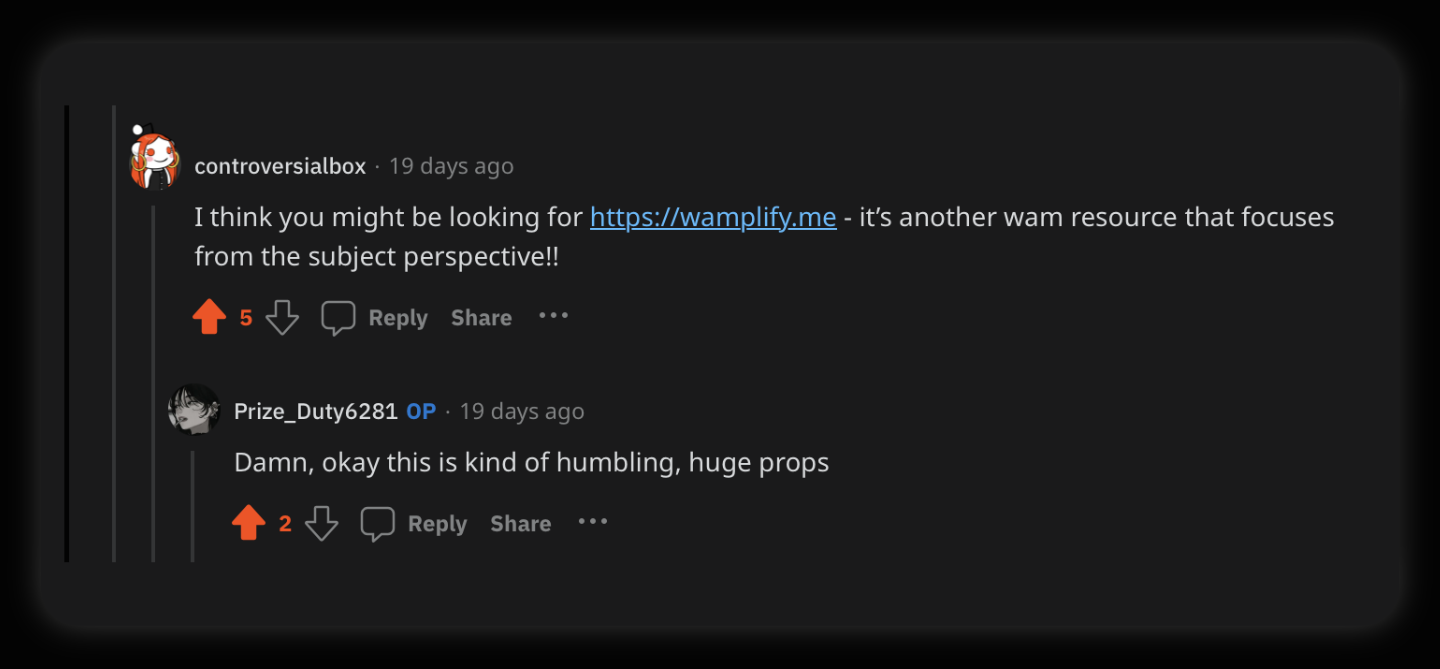 controversialbox · 19 days ago
I think you might be looking for https://wamplify.me - it’s another wam resource that focuses
from the subject perspective!!
5 Reply Share ···
Prize_Duty6281 OP · 19 days ago
Damn, okay this is kind of humbling, huge props
2 Reply Share ···